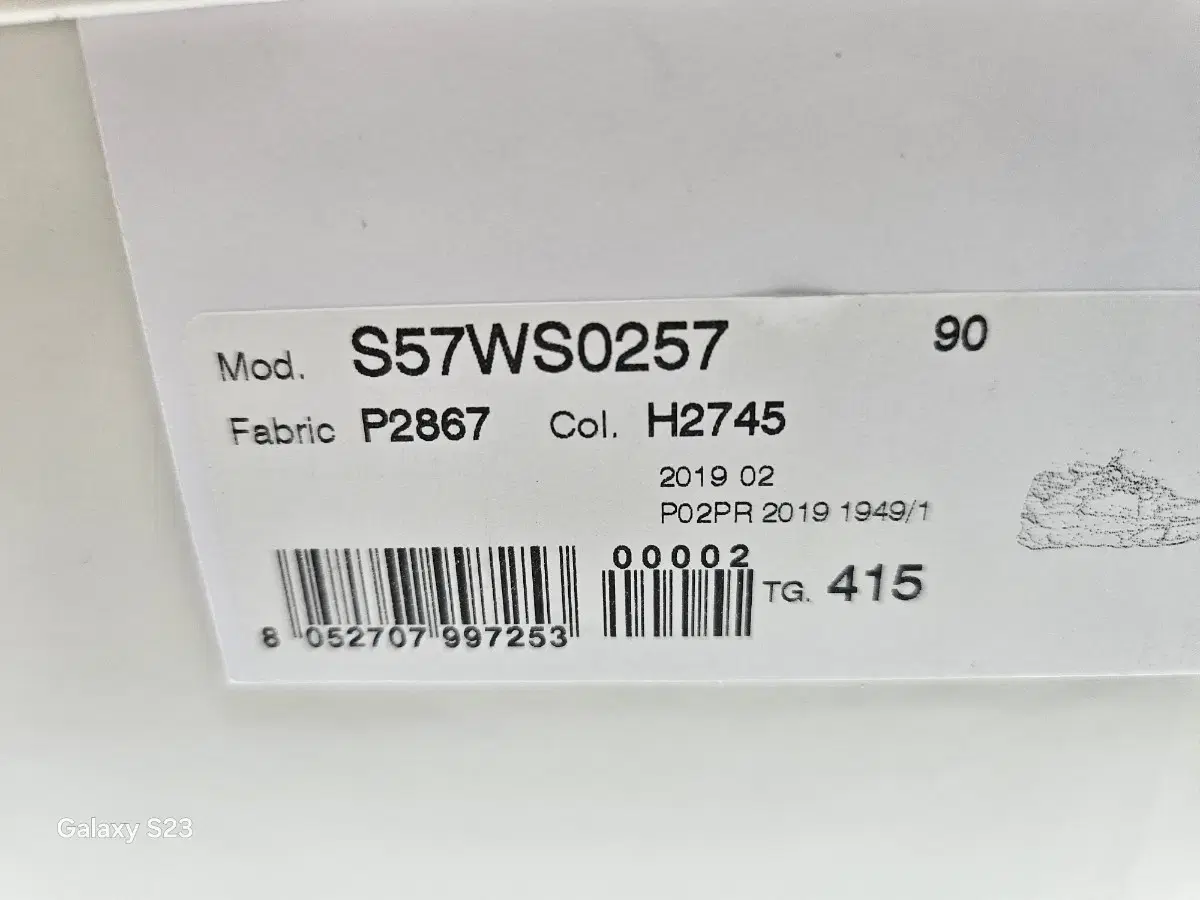 Mod. S57WS0257 90
Fabric P2867 Col. H2745
2019 02
P02PR 2019 1949/1
00002
TG. 415
8 052707 997253
Galaxy S23